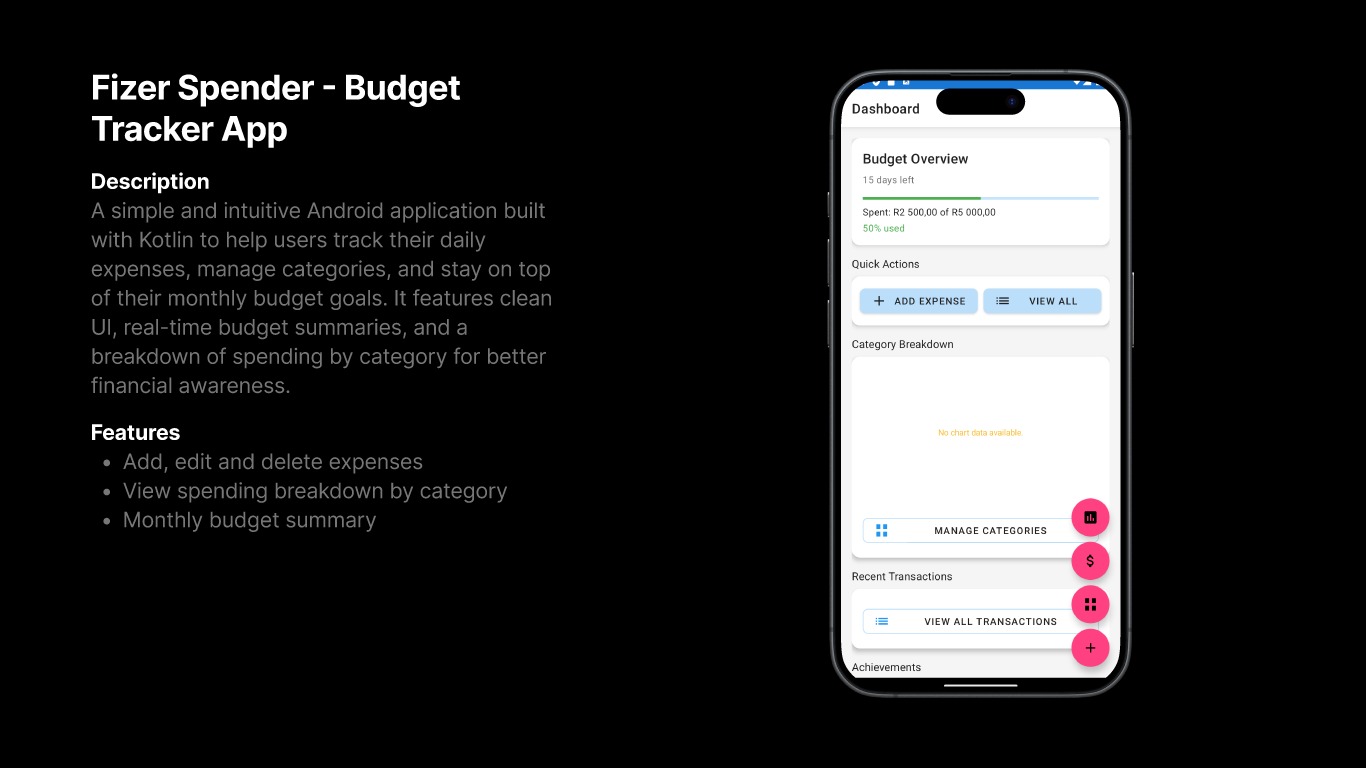 Fizer Spender - Budget
Tracker App
Description
A simple and intuitive Android application built
with Kotlin to help users track their daily
expenses, manage categories, and stay on top
of their monthly budget goals. It features clean
UI, real-time budget summaries, and a
breakdown of spending by category for better
financial awareness.
Features
• Add, edit and delete expenses
• View spending breakdown by category
• Monthly budget summary
Dashboard
Budget Overview
15 days left
Spent: R2 500,00 of R5 000,00
50% used
Quick Actions
ADD EXPENSE
VIEW ALL
Category Breakdown
No chart data available
MANAGE CATEGORIES
$
Recent Transactions
VIEW ALL TRANSACTIONS
Achievements